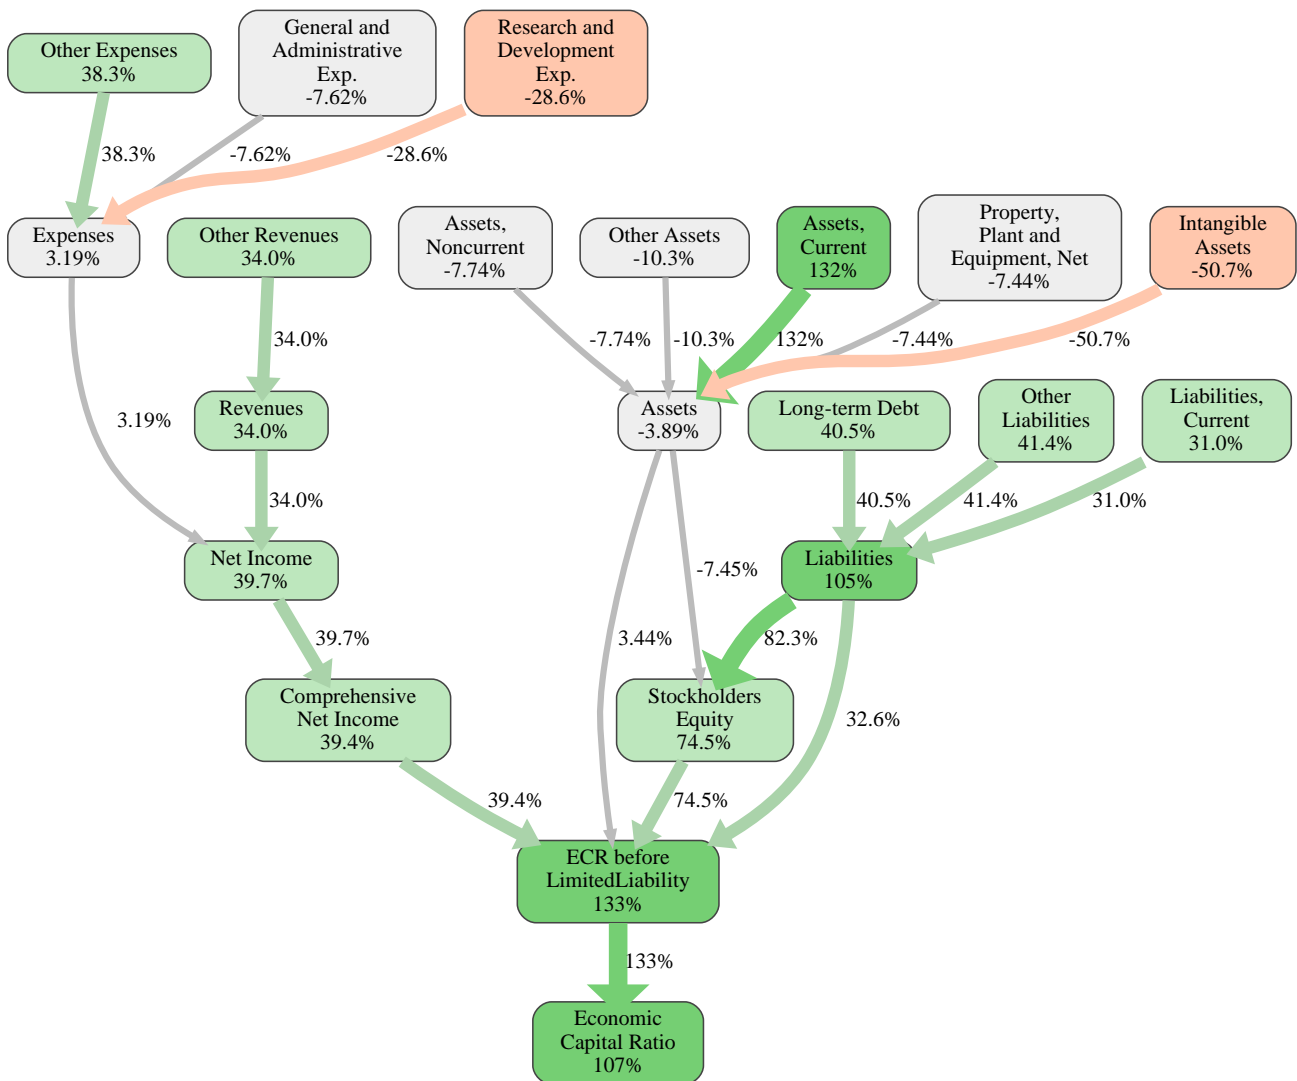 Other Expenses
38.3%
General and
Administrative
Exp.
-7.62%
Research and
Development
Exp.
-28.6%
38.3%
-7.62%
-28.6%
Expenses
3.19%
Other Revenues
34.0%
Assets,
Noncurrent
-7.74%
Other Assets
-10.3%
Assets,
Current
132%
Property,
Plant and
Equipment, Net
-7.44%
Intangible
Assets
-50.7%
34.0%
-7.74%
-10.3%
132%
-7.44%
-50.7%
3.19%
Revenues
34.0%
Assets
-3.89%
Long-term Debt
40.5%
Other
Liabilities
41.4%
Liabilities,
Current
31.0%
34.0%
40.5%
41.4%
31.0%
Net Income
39.7%
-7.45%
Liabilities
105%
39.7%
3.44%
82.3%
Comprehensive
Net Income
39.4%
Stockholders
Equity
74.5%
32.6%
39.4%
74.5%
ECR before
LimitedLiability
133%
133%
Economic
Capital Ratio
107%